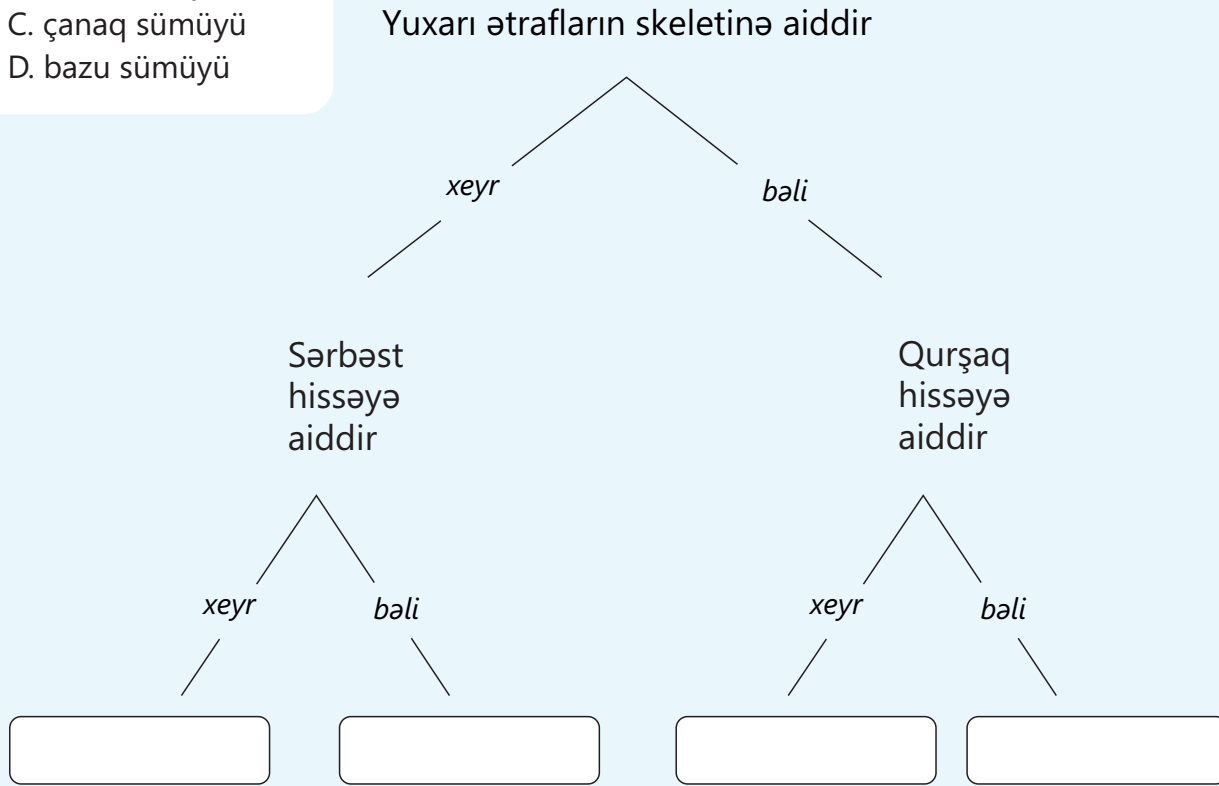 C. çanaq sümüyü
D. bazu sümüyü
Yuxarı ətrafların skeletinə aiddir
xeyr
bəli
Sərbəst
hissəyə
aiddir
Qurşaq
hissəyə
aiddir
xeyr
bəli
xeyr
bəli